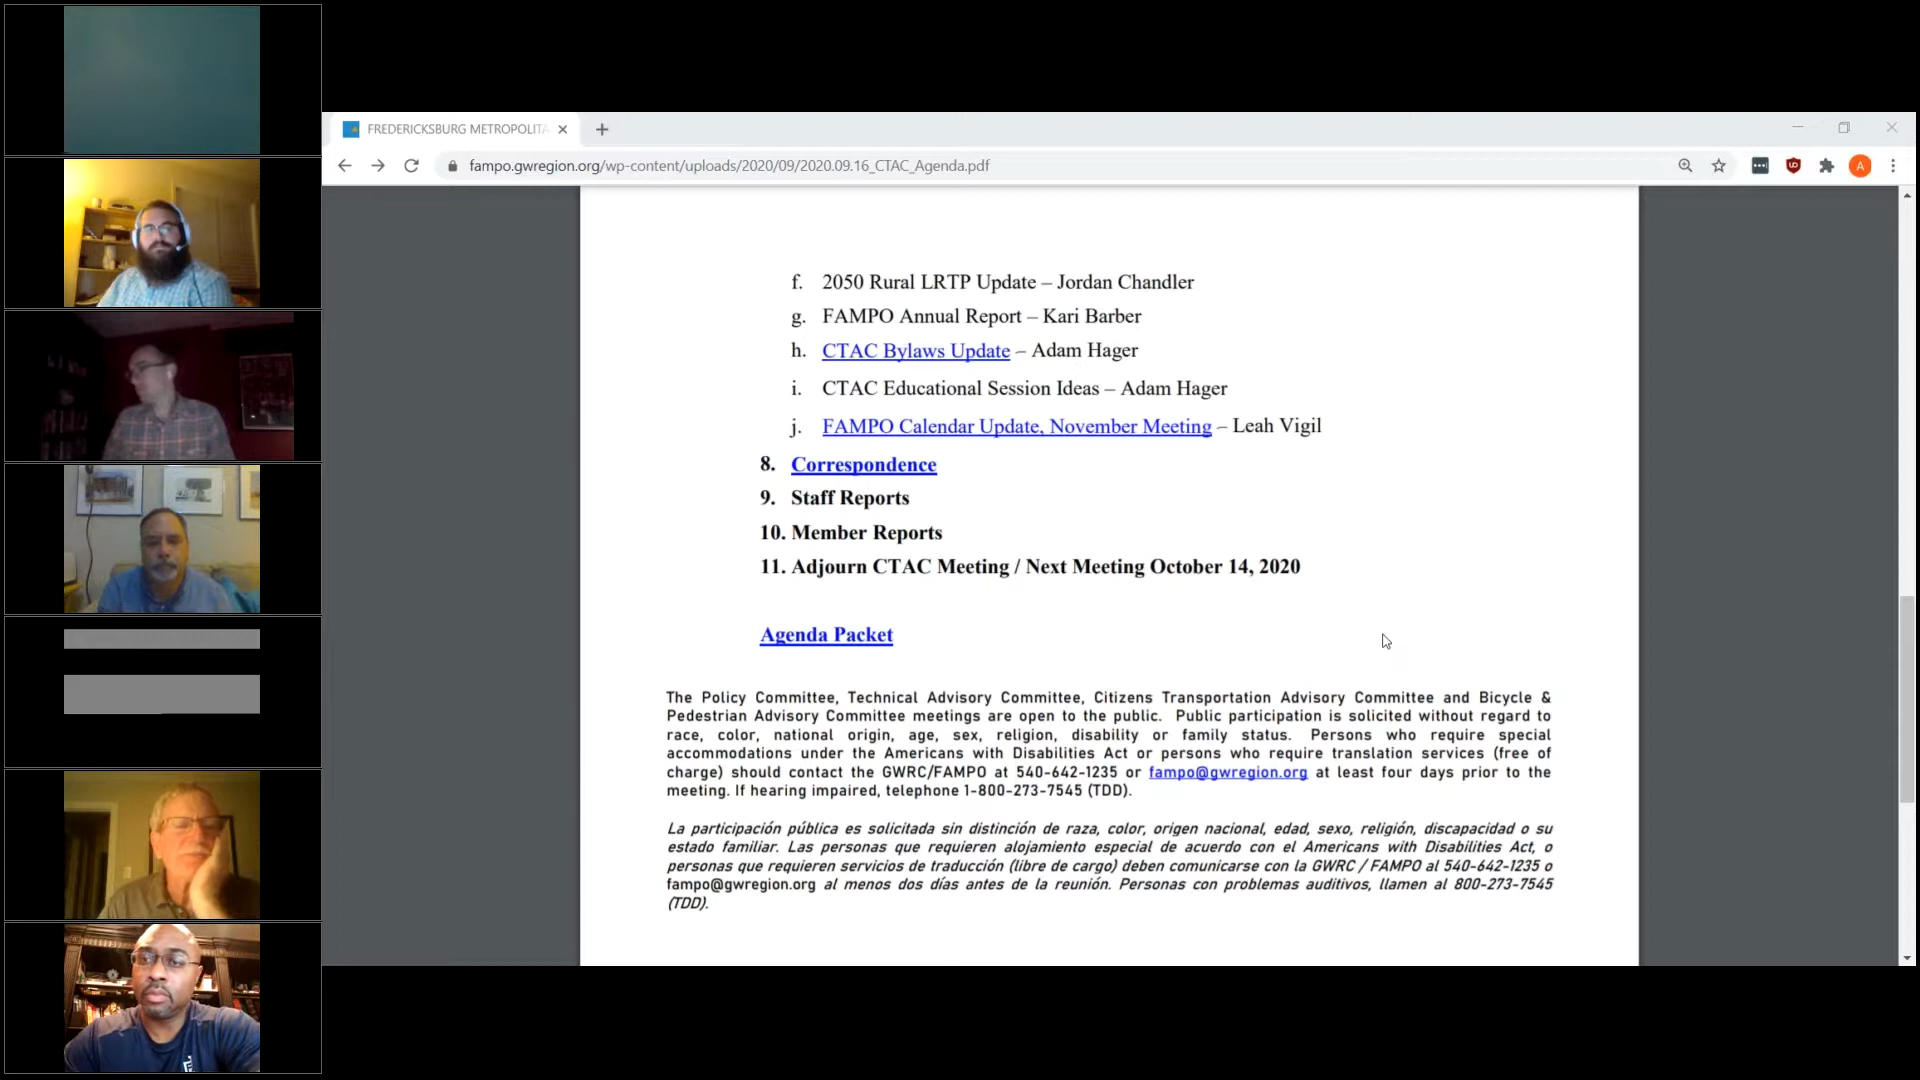 FREDERICKSBURG METROPOLITA
fampo.gwregion.org/wp-content/uploads/2020/09/2020.09.16_CTAC_Agenda.pdf
A
f. 2050 Rural LRTP Update – Jordan Chandler
g. FAMPO Annual Report – Kari Barber
h. CTAC Bylaws Update – Adam Hager
i. CTAC Educational Session Ideas – Adam Hager
j. FAMPO Calendar Update, November Meeting – Leah Vigil
8. Correspondence
9. Staff Reports
10. Member Reports
11. Adjourn CTAC Meeting / Next Meeting October 14, 2020
Agenda Packet
The Policy Committee, Technical Advisory Committee, Citizens Transportation Advisory Committee and Bicycle &
Pedestrian Advisory Committee meetings are open to the public. Public participation is solicited without regard to
race, color, national origin, age, sex, religion, disability or family status. Persons who require special
accommodations under the Americans with Disabilities Act or persons who require translation services (free of
charge) should contact the GWRC/FAMPO at 540-642-1235 or fampo@gwregion.org at least four days prior to the
meeting. If hearing impaired, telephone 1-800-273-7545 (TDD).
La participación pública es solicitada sin distinción de raza, color, origen nacional, edad, sexo, religión, discapacidad o su
estado familiar. Las personas que requieren alojamiento especial de acuerdo con el Americans with Disabilities Act, o
personas que requieren servicios de traducción (libre de cargo) deben comunicarse con la GWRC / FAMPO al 540-642-1235 o
fampo@gwregion.org al menos dos días antes de la reunión. Personas con problemas auditivos, llamen al 800-273-7545
(TDD).